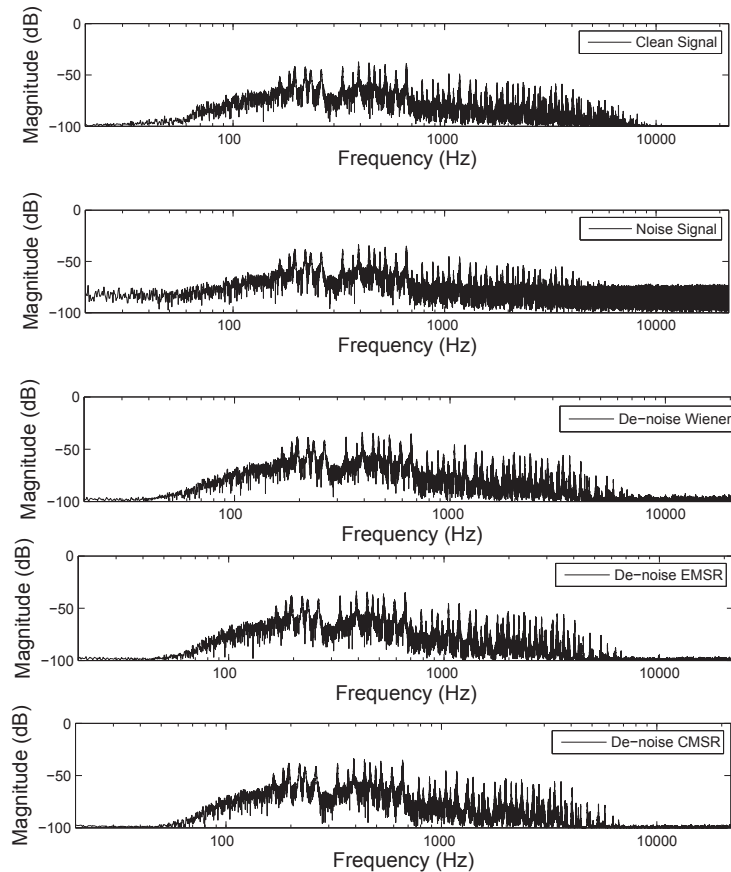 0
Clean Signal
−50
−100
Magnitude (dB)
100
1000
10000
Frequency (Hz)
0
Noise Signal
−50
−100
Magnitude (dB)
100
1000
10000
Frequency (Hz)
0
De−noise Wiener
−50
−100
Magnitude (dB)
100
1000
10000
Frequency (Hz)
0
De−noise EMSR
−50
−100
Magnitude (dB)
100
1000
10000
Frequency (Hz)
0
De−noise CMSR
−50
−100
Magnitude (dB)
100
1000
10000
Frequency (Hz)